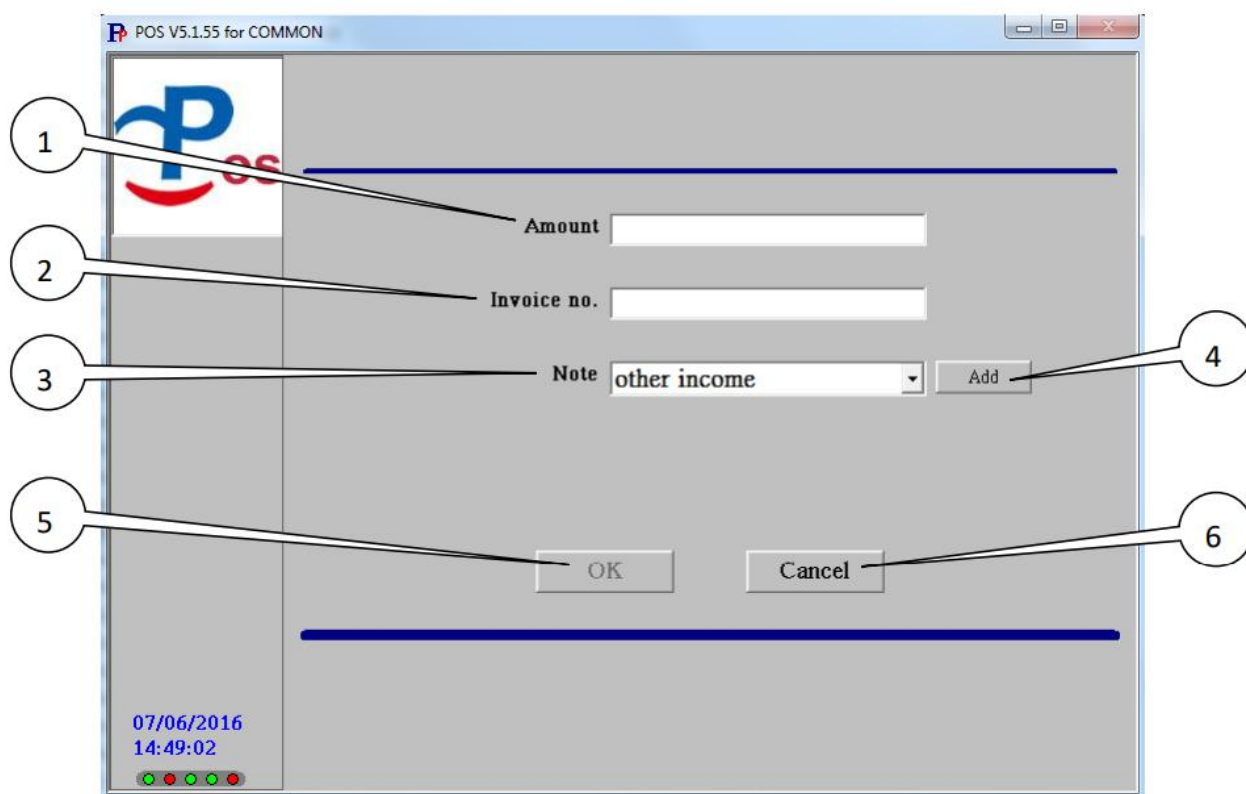 POS V5.1.55 for COMMON
Pos
1
Amount
2
Invoice no.
3
Note
other income
Add
4
5
OK
Cancel
6
07/06/2016
14:49:02